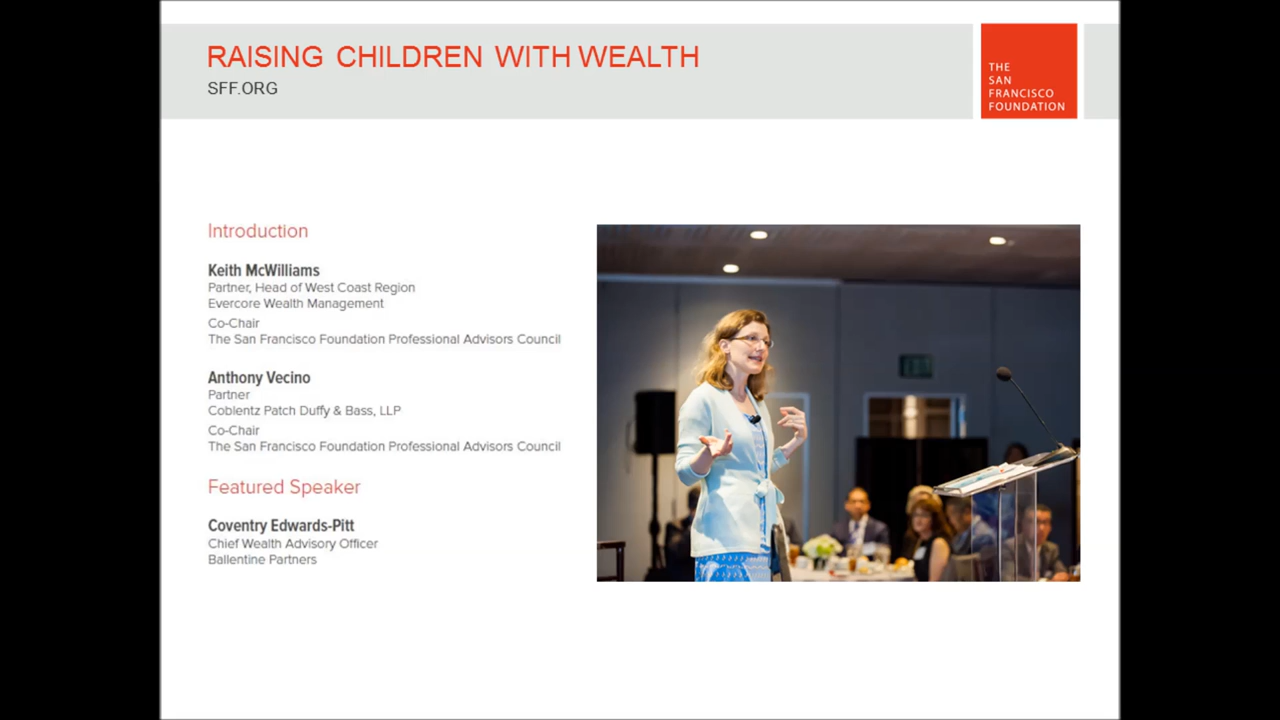 RAISING CHILDREN WITH WEALTH
SFF.ORG
THE
SAN
FRANCISCO
FOUNDATION
Introduction
Keith McWilliams
Partner, Head of West Coast Region
Evercore Wealth Management
Co-Chair
The San Francisco Foundation Professional Advisors Council
Anthony Vecino
Partner
Coblentz Patch Duffy & Bass, LLP
Co-Chair
The San Francisco Foundation Professional Advisors Council
Featured Speaker
Coventry Edwards-Pitt
Chief Wealth Advisory Officer
Ballentine Partners